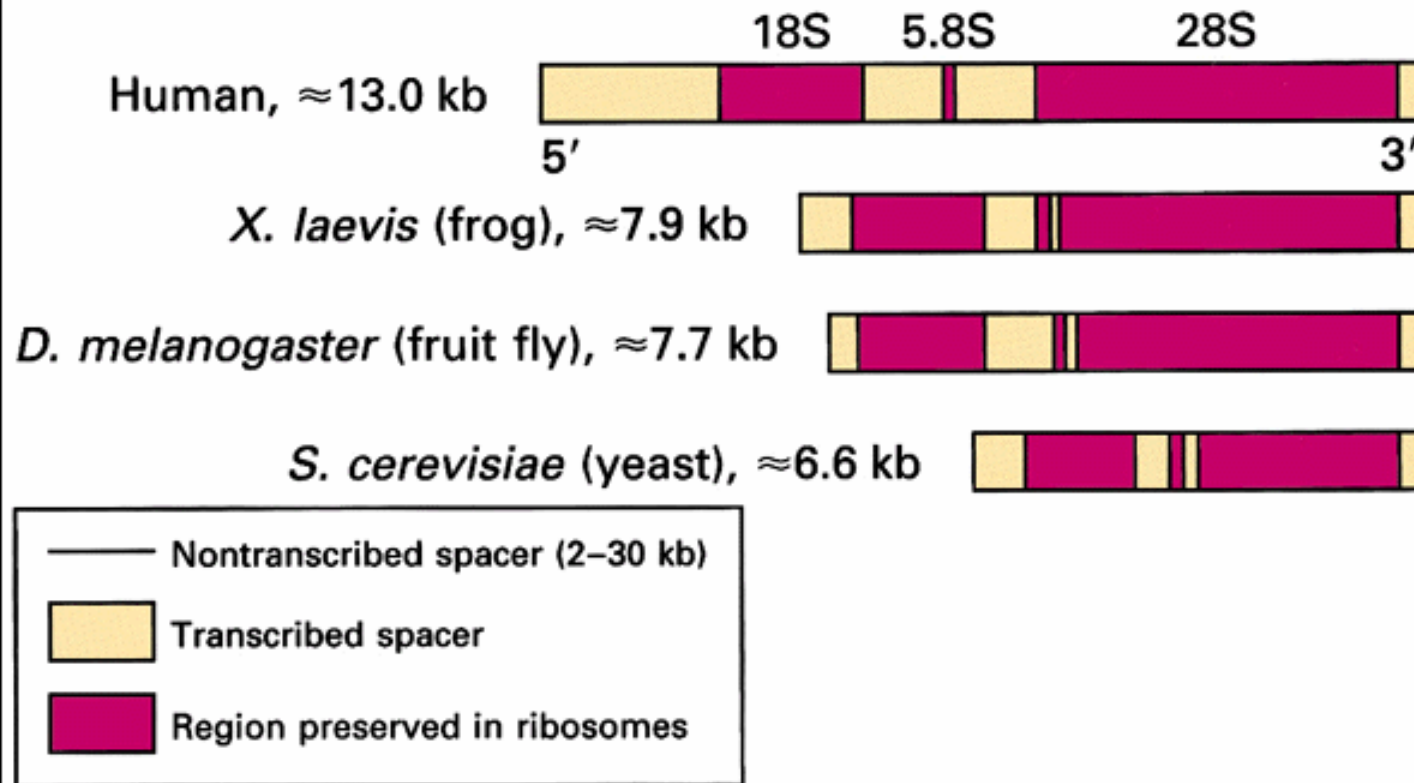 18S 5.8S 28S
Human, ≈13.0 kb
5′ 3′
X. laevis (frog), ≈7.9 kb
D. melanogaster (fruit fly), ≈7.7 kb
S. cerevisiae (yeast), ≈6.6 kb
Nontranscribed spacer (2–30 kb)
Transcribed spacer
Region preserved in ribosomes